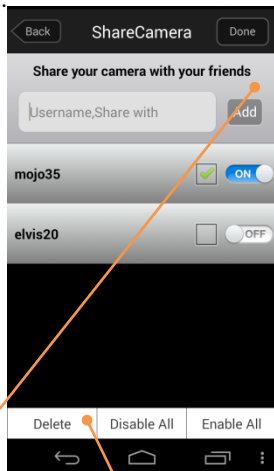 Back ShareCamera Done
Share your camera with your friends
Username,Share with Add
mojo35 ON
elvis20 OFF
Delete Disable All Enable All